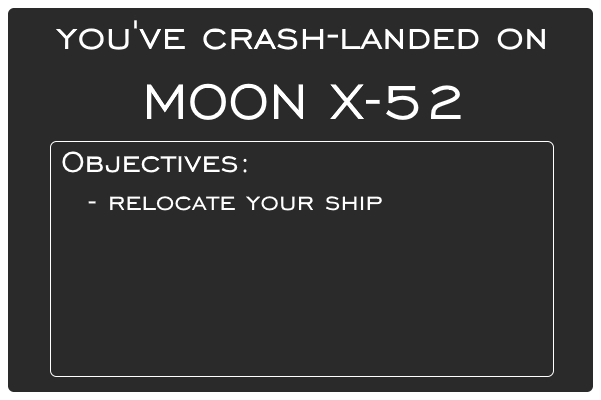 YOU'VE CRASH-LANDED ON
MOON X-52
OBJECTIVES:
- RELOCATE YOUR SHIP